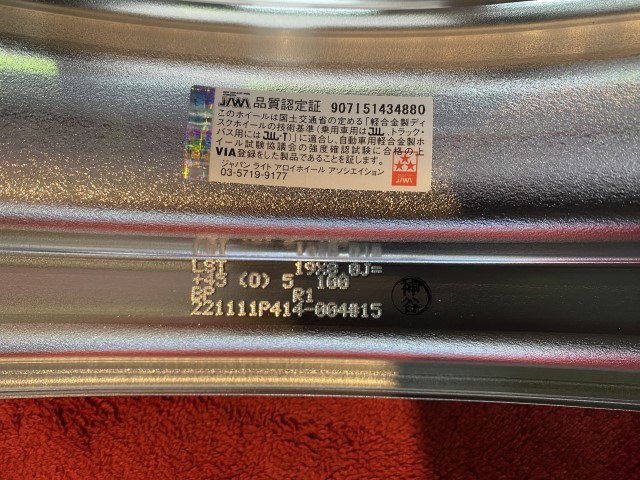 JAWA 品質認定証 907151434880
このホイールは国土交通省の定める「軽合金製ディ
スクホイールの技術基準（乗用車用はJWL、トラック・
バス用にはJWL-T）」に適合し、自動車用軽合金製ホ
イール試験協議会の強度確認試験に合格の上
VIA登録をした製品であることを証します。
ジャパン ライト アロイホイール アソシエイション
03-5719-9177
JAWA
LST 19X8.0J=
+45 (O) 5 100
R1
221111P414-004#15
神谷